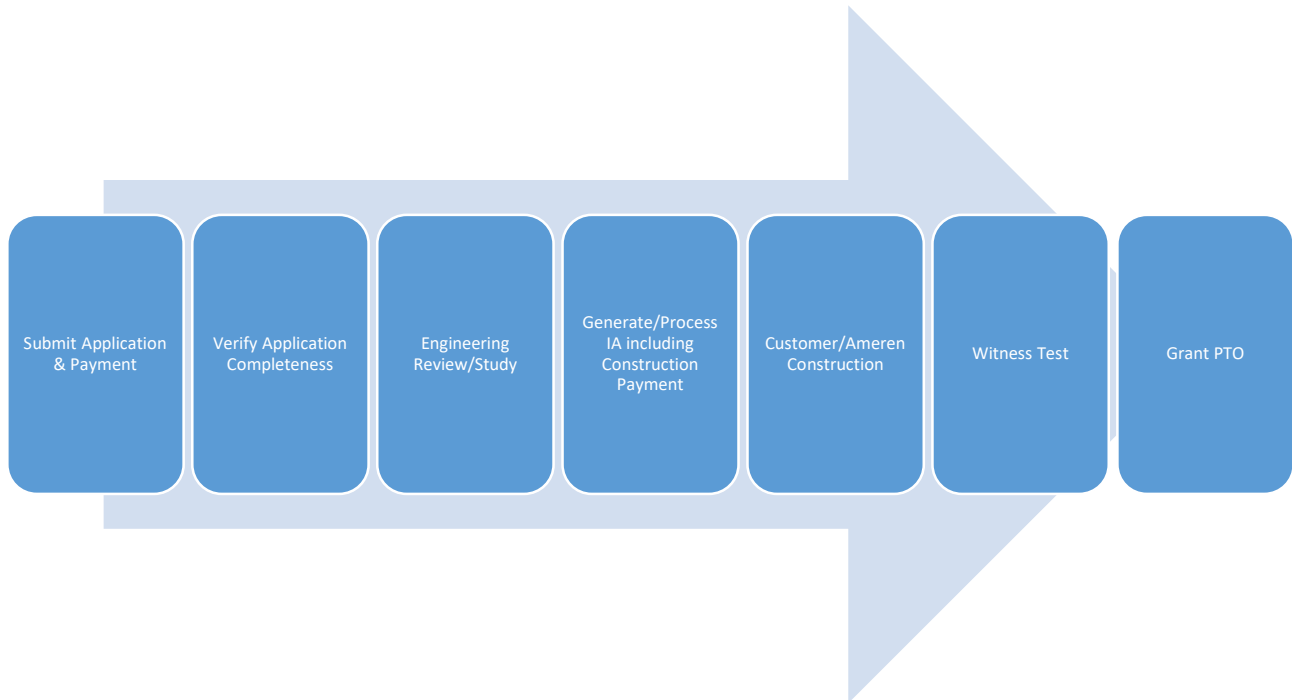 Submit Application
& Payment
Verify Application
Completeness
Engineering
Review/Study
Generate/Process
IA including
Construction
Payment
Customer/Ameren
Construction
Witness Test
Grant PTO